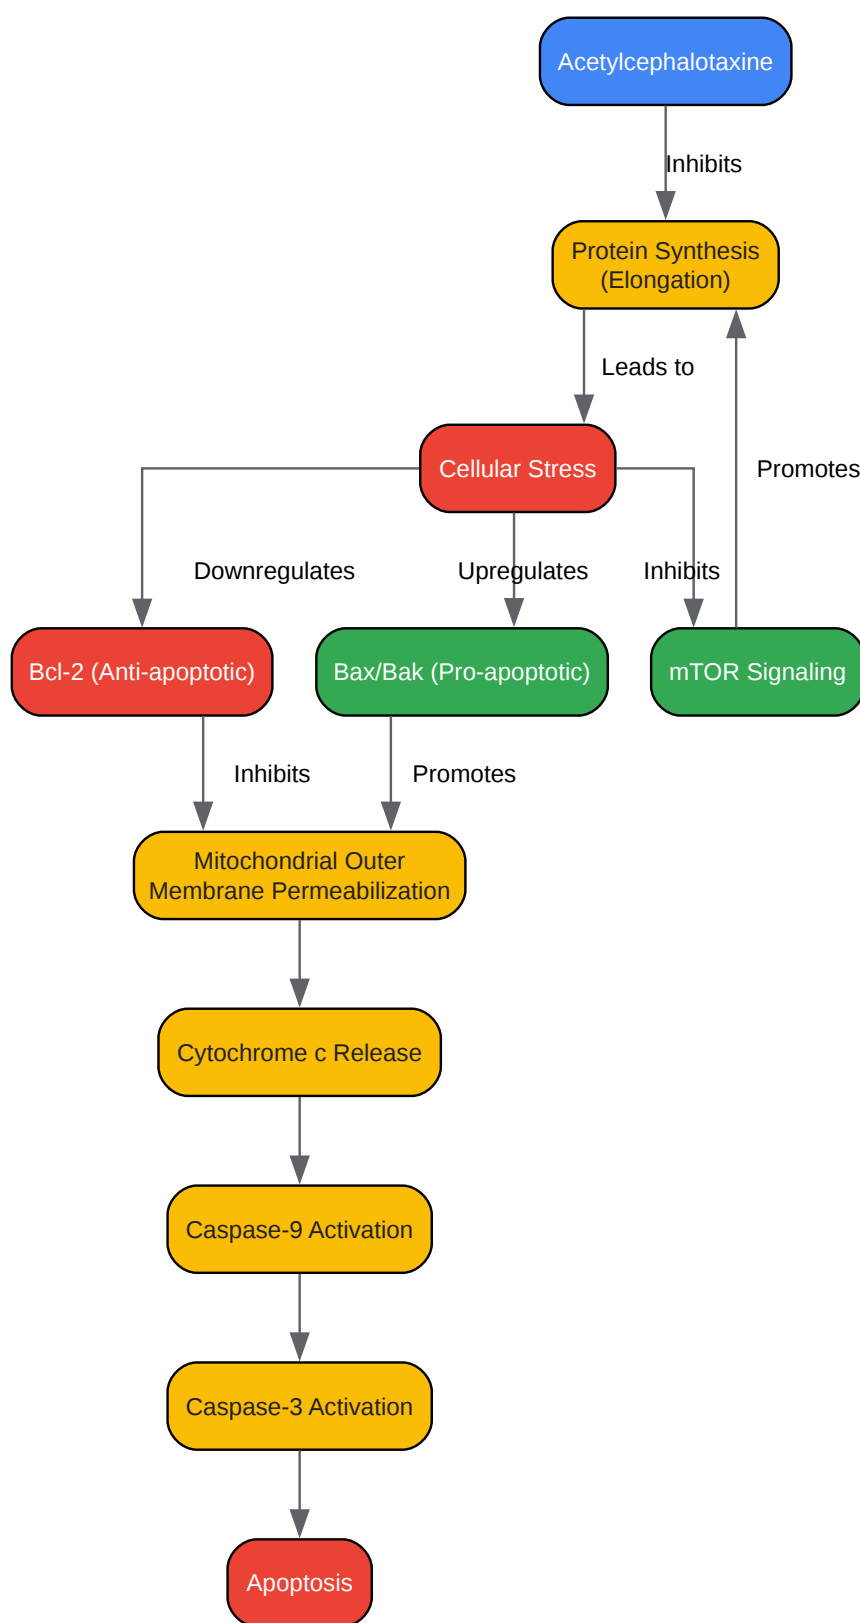 Acetylcephalotaxine
Inhibits
Protein Synthesis
(Elongation)
Leads to
Cellular Stress
Promotes
Downregulates
Upregulates
Inhibits
Bcl-2 (Anti-apoptotic)
Bax/Bak (Pro-apoptotic)
mTOR Signaling
Inhibits
Promotes
Mitochondrial Outer
Membrane Permeabilization
Cytochrome c Release
Caspase-9 Activation
Caspase-3 Activation
Apoptosis